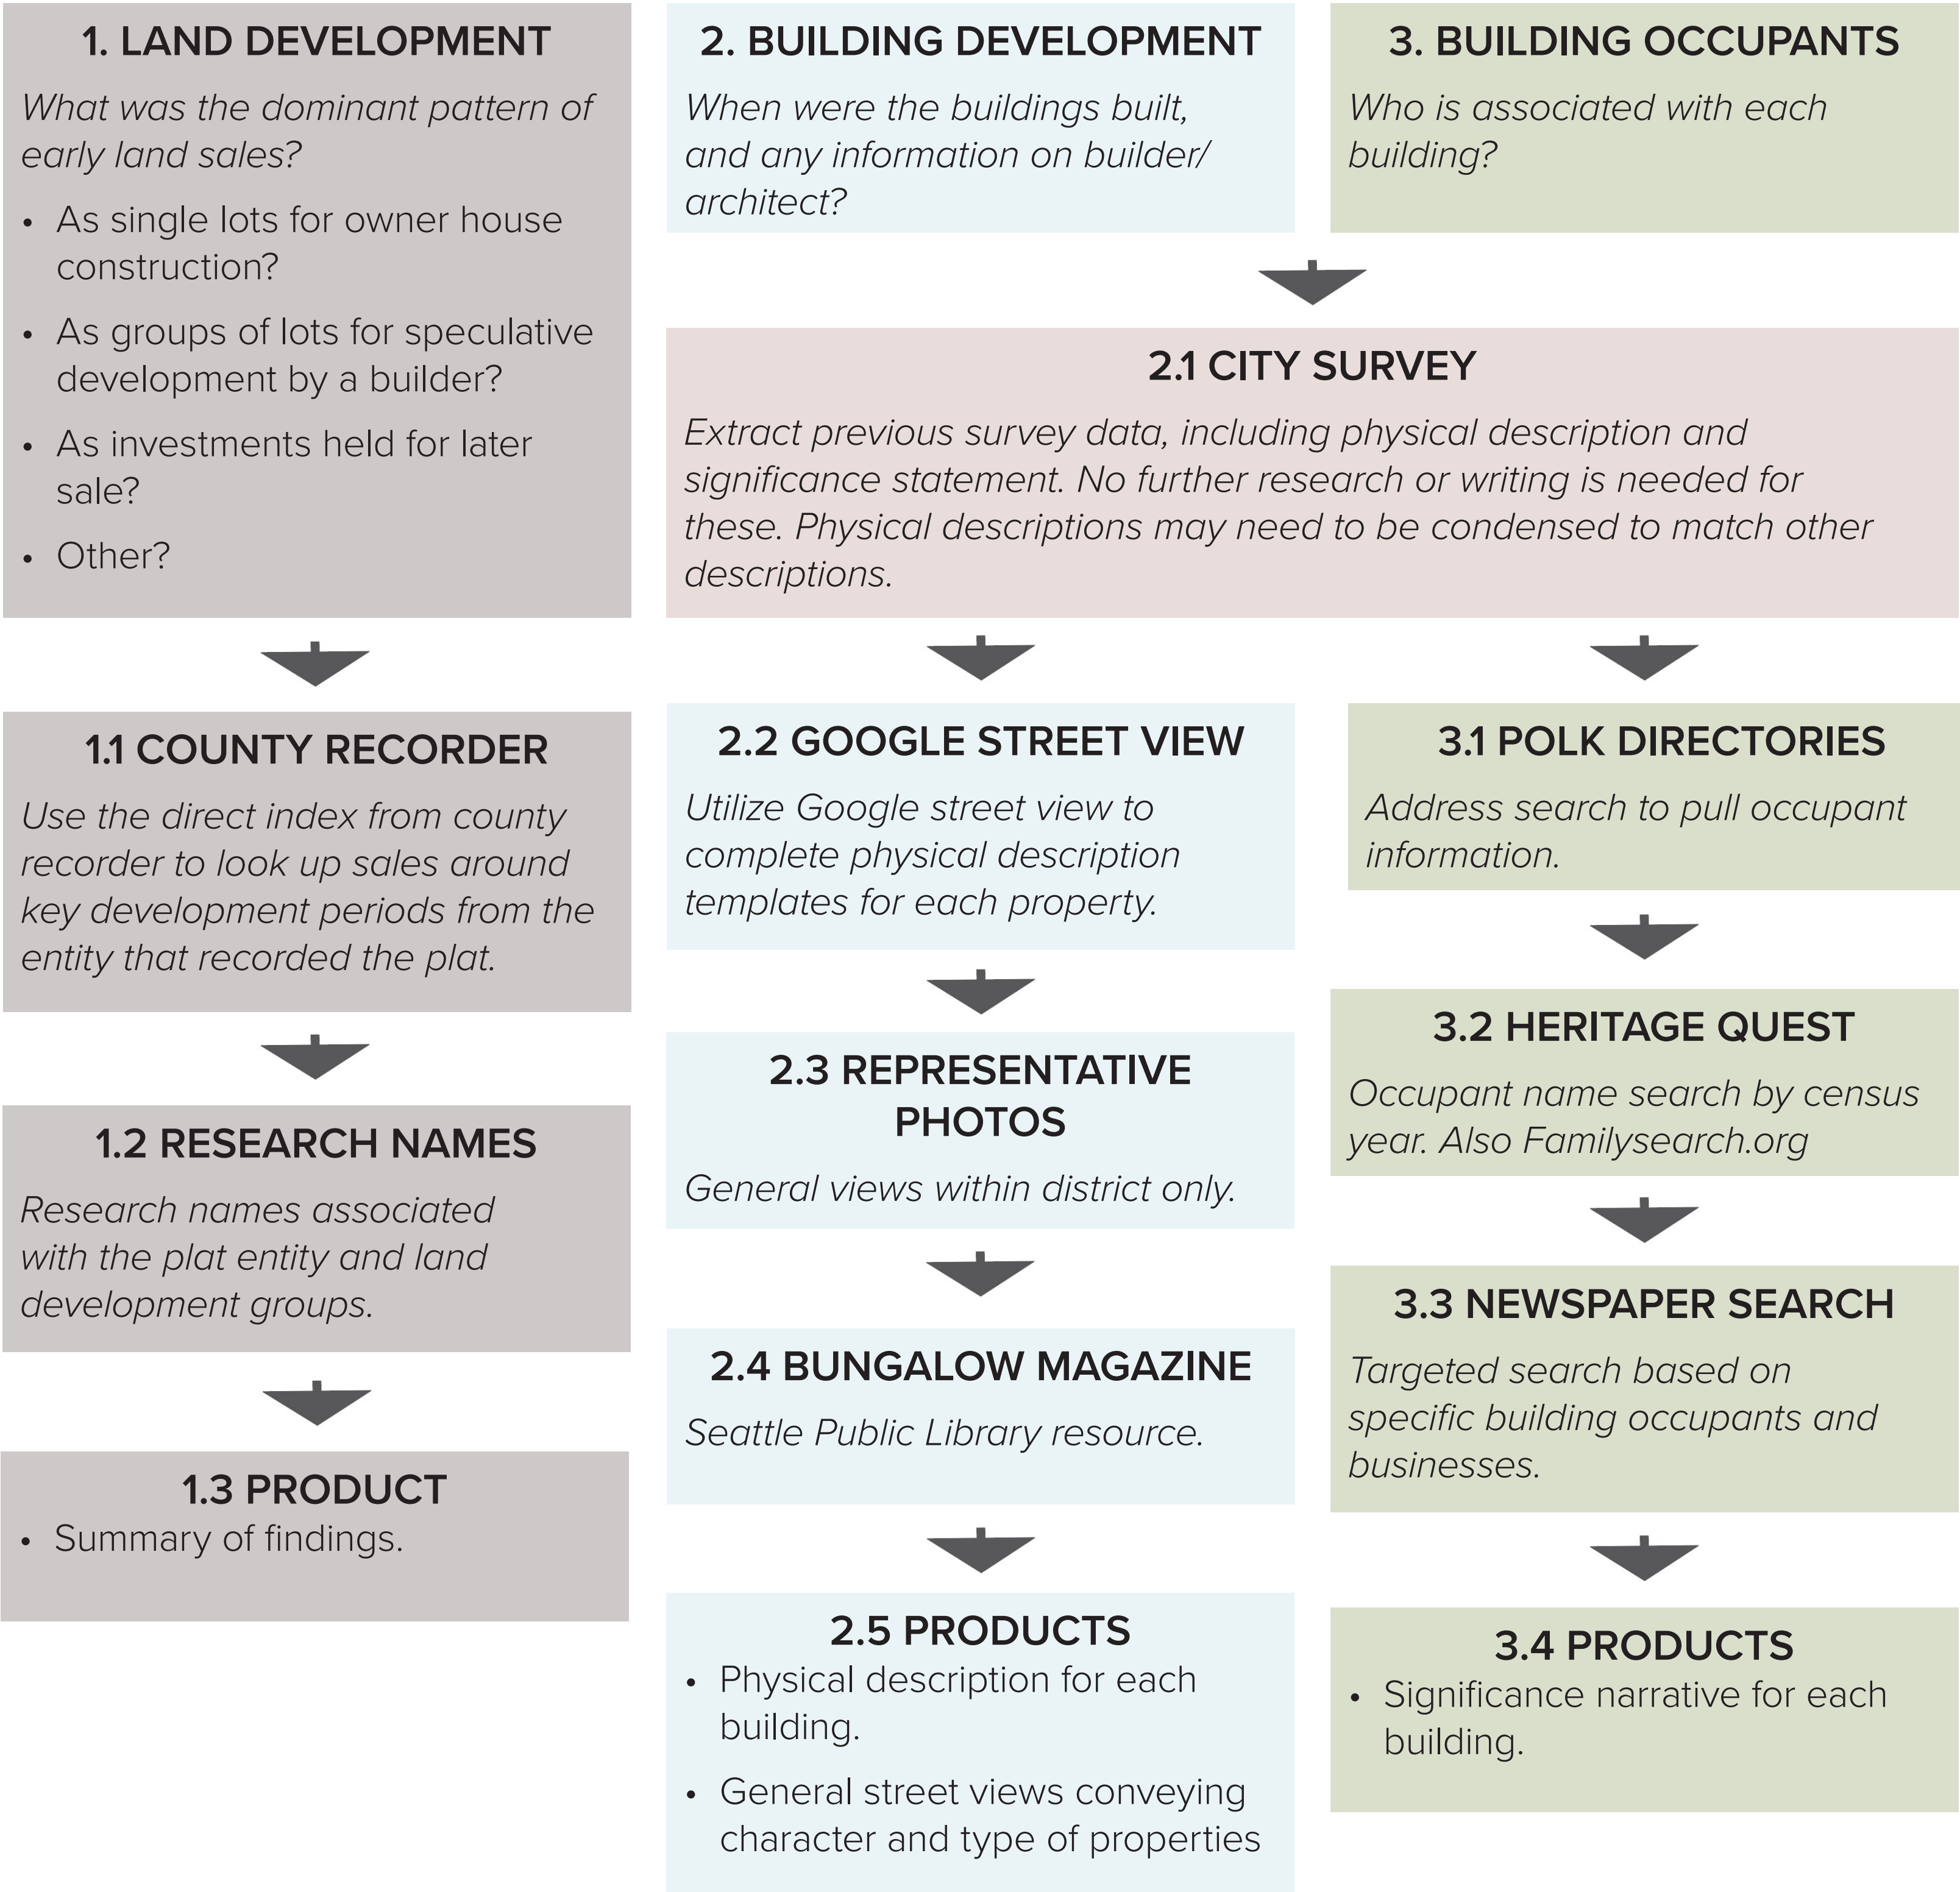 1. LAND DEVELOPMENT
What was the dominant pattern of
early land sales?
• As single lots for owner house
construction?
• As groups of lots for speculative
development by a builder?
• As investments held for later
sale?
• Other?
1.1 COUNTY RECORDER
Use the direct index from county
recorder to look up sales around
key development periods from the
entity that recorded the plat.
1.2 RESEARCH NAMES
Research names associated
with the plat entity and land
development groups.
1.3 PRODUCT
• Summary of findings.
2. BUILDING DEVELOPMENT
When were the buildings built,
and any information on builder/
architect?
3. BUILDING OCCUPANTS
Who is associated with each
building?
2.1 CITY SURVEY
Extract previous survey data, including physical description and
significance statement. No further research or writing is needed for
these. Physical descriptions may need to be condensed to match other
descriptions.
2.2 GOOGLE STREET VIEW
Utilize Google street view to
complete physical description
templates for each property.
2.3 REPRESENTATIVE
PHOTOS
General views within district only.
2.4 BUNGALOW MAGAZINE
Seattle Public Library resource.
2.5 PRODUCTS
• Physical description for each
building.
• General street views conveying
character and type of properties
3.1 POLK DIRECTORIES
Address search to pull occupant
information.
3.2 HERITAGE QUEST
Occupant name search by census
year. Also Familysearch.org
3.3 NEWSPAPER SEARCH
Targeted search based on
specific building occupants and
businesses.
3.4 PRODUCTS
• Significance narrative for each
building.